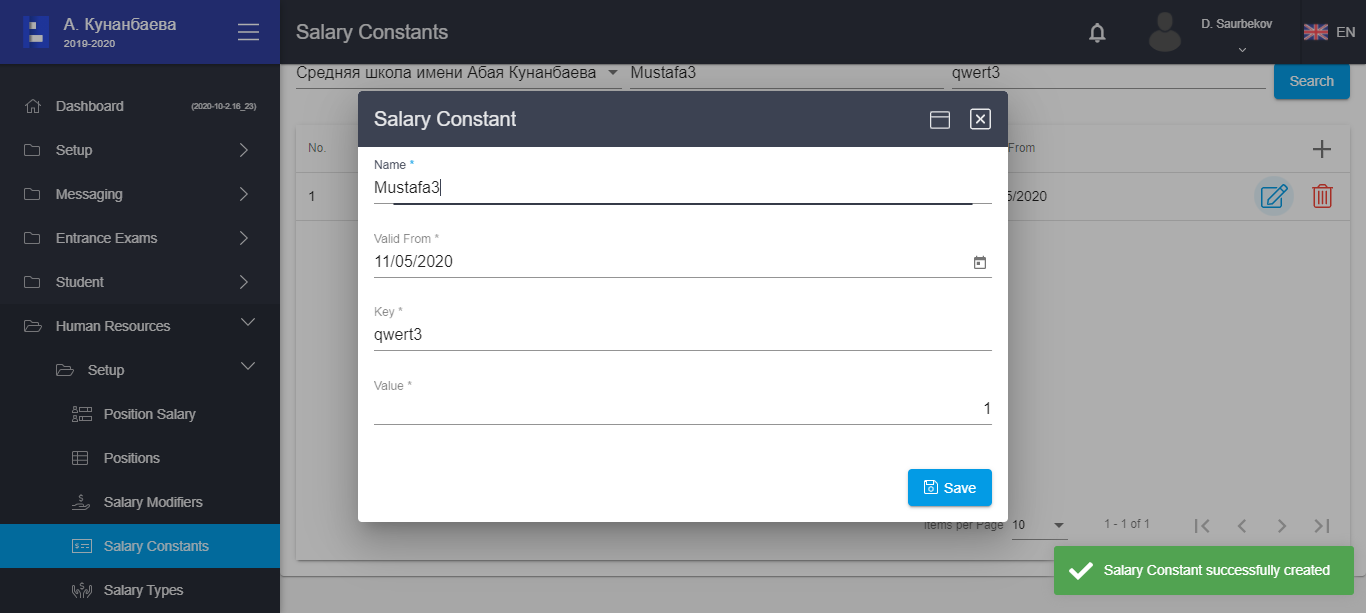 А. Кунанбаева
2019-2020
Salary Constants
D. Saurbekov
EN
Dashboard
(2020-10-2.16_23)
Setup
Messaging
Entrance Exams
Student
Human Resources
Setup
Position Salary
Positions
Salary Modifiers
Salary Constants
Salary Types
Средняя школа имени Абая Кунанбаева
Mustafa3
qwert3
Search
No.
From
1
5/2020
Salary Constant
Name *
Mustafa3
Valid From *
11/05/2020
Key *
qwert3
Value *
1
Save
Items per Page
10
1 - 1 of 1
Salary Constant successfully created